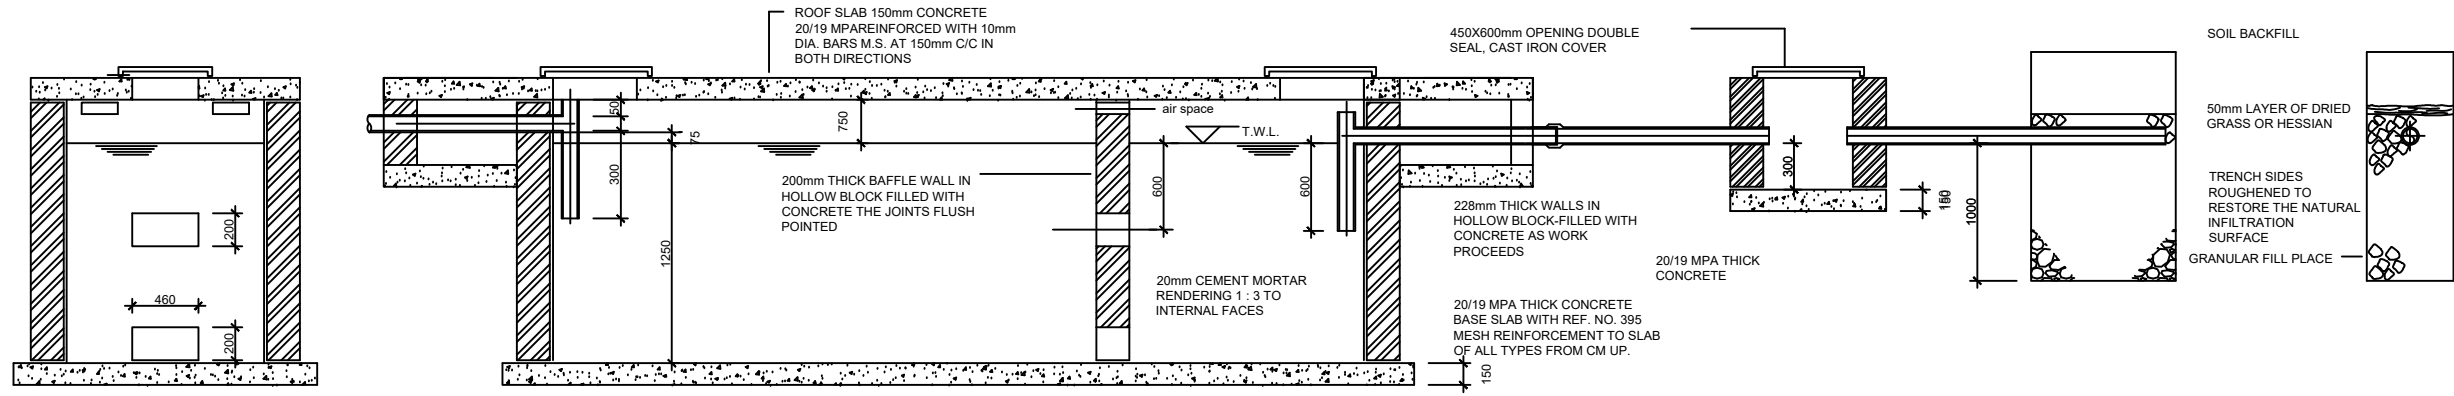 ROOF SLAB 150mm CONCRETE
20/19 MPAREINFORCED WITH 10mm
DIA. BARS M.S. AT 150mm C/C IN
BOTH DIRECTIONS
450X600mm OPENING DOUBLE
SEAL, CAST IRON COVER
SOIL BACKFILL
50mm LAYER OF DRIED
GRASS OR HESSIAN
TRENCH SIDES
ROUGHENED TO
RESTORE THE NATURAL
INFILTRATION
SURFACE
GRANULAR FILL PLACE
air space
T.W.L.
200mm THICK BAFFLE WALL IN
HOLLOW BLOCK FILLED WITH
CONCRETE THE JOINTS FLUSH
POINTED
228mm THICK WALLS IN
HOLLOW BLOCK-FILLED WITH
CONCRETE AS WORK
PROCEEDS
20/19 MPA THICK
CONCRETE
20mm CEMENT MORTAR
RENDERING 1 : 3 TO
INTERNAL FACES
20/19 MPA THICK CONCRETE
BASE SLAB WITH REF. NO. 395
MESH REINFORCEMENT TO SLAB
OF ALL TYPES FROM CM UP.
200
460
200
50
300
75
1250
750
600
600
300
1000
150